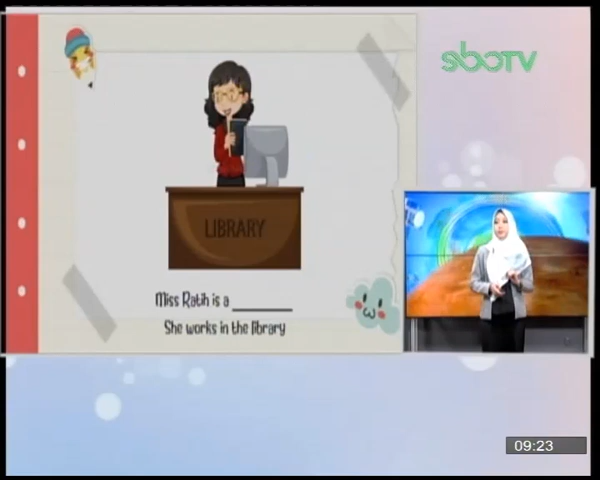 sboTV
LIBRARY
Miss Ratih is a ________
She works in the library
09:23